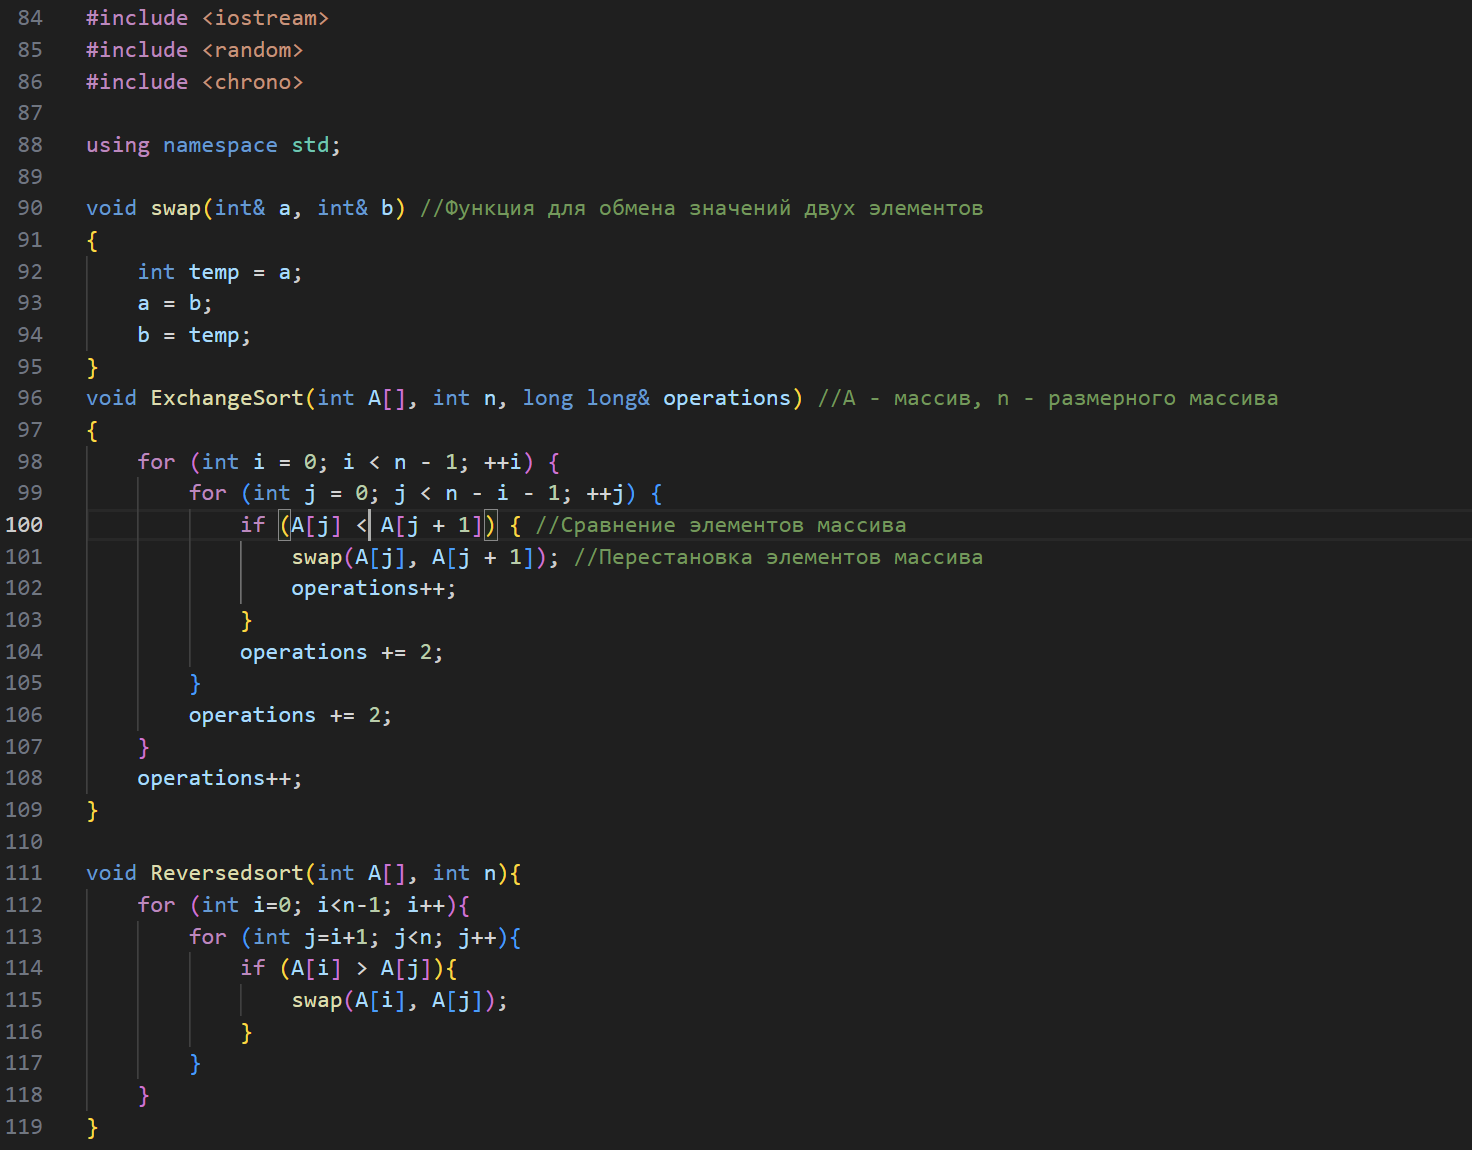 84 #include <iostream>
85 #include <random>
86 #include <chrono>
87
88 using namespace std;
89
90 void swap(int& a, int& b) //Функция для обмена значений двух элементов
91 {
92     int temp = a;
93     a = b;
94     b = temp;
95 }
96 void ExchangeSort(int A[], int n, long long& operations) //A - массив, n - размерного массива
97 {
98     for (int i = 0; i < n - 1; ++i) {
99         for (int j = 0; j < n - i - 1; ++j) {
100             if (A[j] < A[j + 1]) { //Сравнение элементов массива
101                 swap(A[j], A[j + 1]); //Перестановка элементов массива
102                 operations++;
103             }
104             operations += 2;
105         }
106         operations += 2;
107     }
108     operations++;
109 }
110
111 void Reversedsort(int A[], int n){
112     for (int i=0; i<n-1; i++){
113         for (int j=i+1; j<n; j++){
114             if (A[i] > A[j]){
115                 swap(A[i], A[j]);
116             }
117         }
118     }
119 }